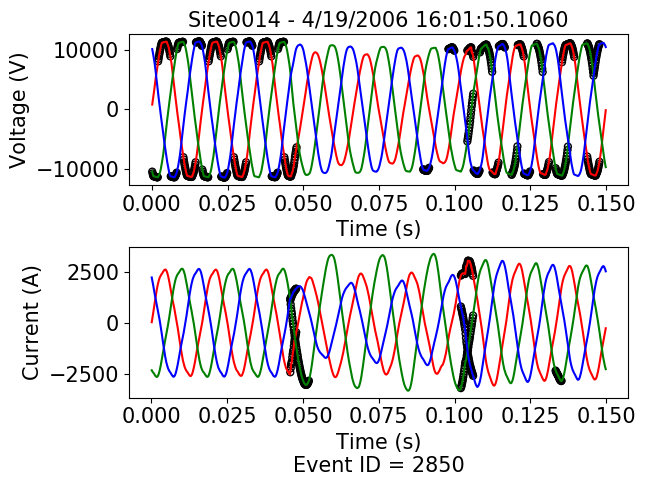 Site0014 - 4/19/2006 16:01:50.1060
Voltage (V)
10000
0
−10000
0.000 0.025 0.050 0.075 0.100 0.125 0.150
Time (s)
Current (A)
2500
0
−2500
0.000 0.025 0.050 0.075 0.100 0.125 0.150
Time (s)
Event ID = 2850